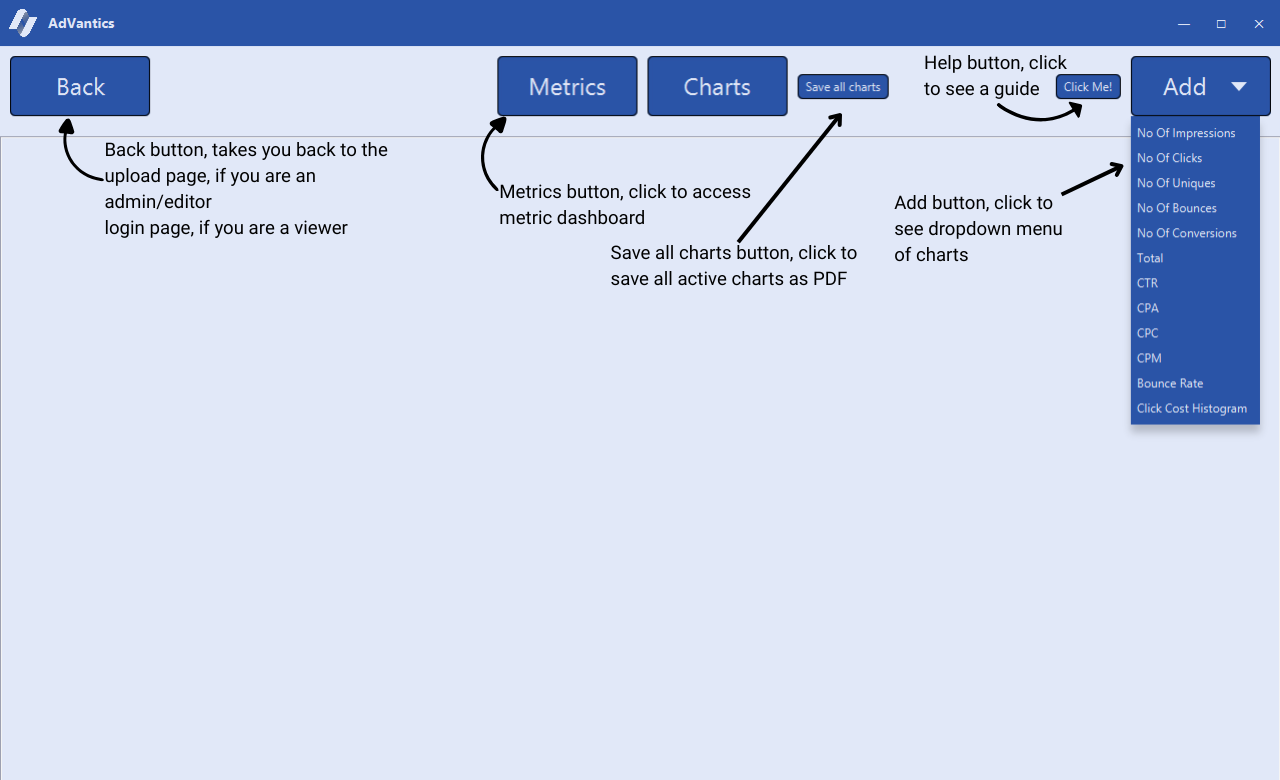 AdVantics
Back
Metrics
Charts
Save all charts
Help button, click
to see a guide
Click Me!
Add
Back button, takes you back to the
upload page, if you are an
admin/editor
login page, if you are a viewer
Metrics button, click to access
metric dashboard
Save all charts button, click to
save all active charts as PDF
Add button, click to
see dropdown menu
of charts
No Of Impressions
No Of Clicks
No Of Uniques
No Of Bounces
No Of Conversions
Total
CTR
CPA
CPC
CPM
Bounce Rate
Click Cost Histogram